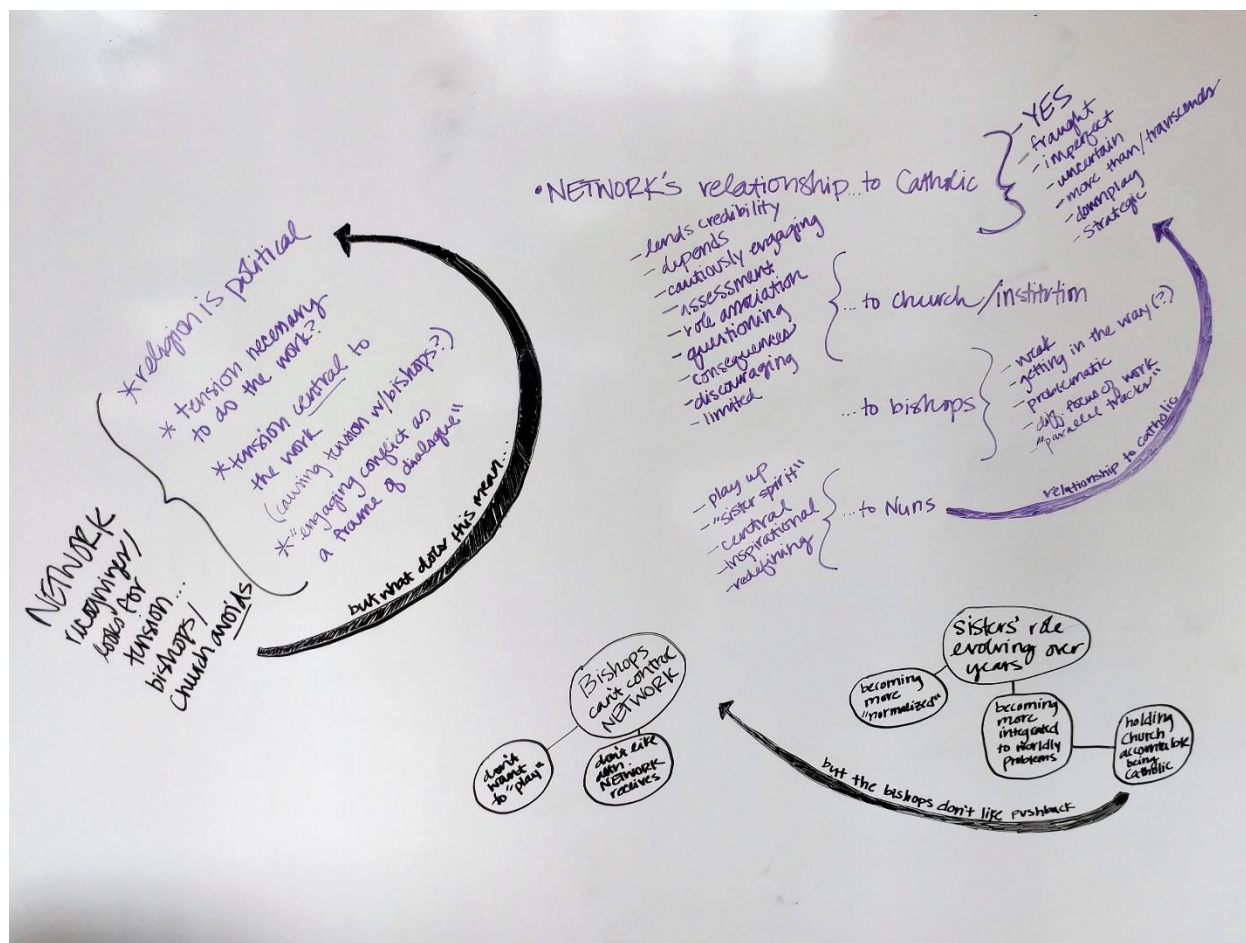 *religion is political
* tension necessary
to do the work?
* tension central to
the work
(causing tension w/bishops?)
* "engaging conflict as
a frame of dialogue"
NETWORK
recognizes/
looks for
tension...
bishops/
church avoids
but what does this mean...
•NETWORK's relationship...to Catholic
-YES
-fraught
-imperfect
-uncertain
-more than/transcends
-downplay
-strategic
-lends credibility
-depends
-cautiously engaging
-assessment
-role association
-questioning
-consequences
-discouraging
-limited
...to church/institution
...to bishops
-weak
-getting in the way(?)
-problematic
-diff. focus of work
-"parallel tracks"
-play up
-"sister spirit"
-central
-inspirational
-redefining
...to Nuns
relationship to catholic
Bishops
can't control
NETWORK
don't
want
to "play"
don't like
attn.
NETWORK
receives
sisters' role
evolving over
years
becoming
more
"normalized"
becoming
more
integrated
to worldly
problems
holding
church
accountable
being
catholic
but the bishops don't like pushback